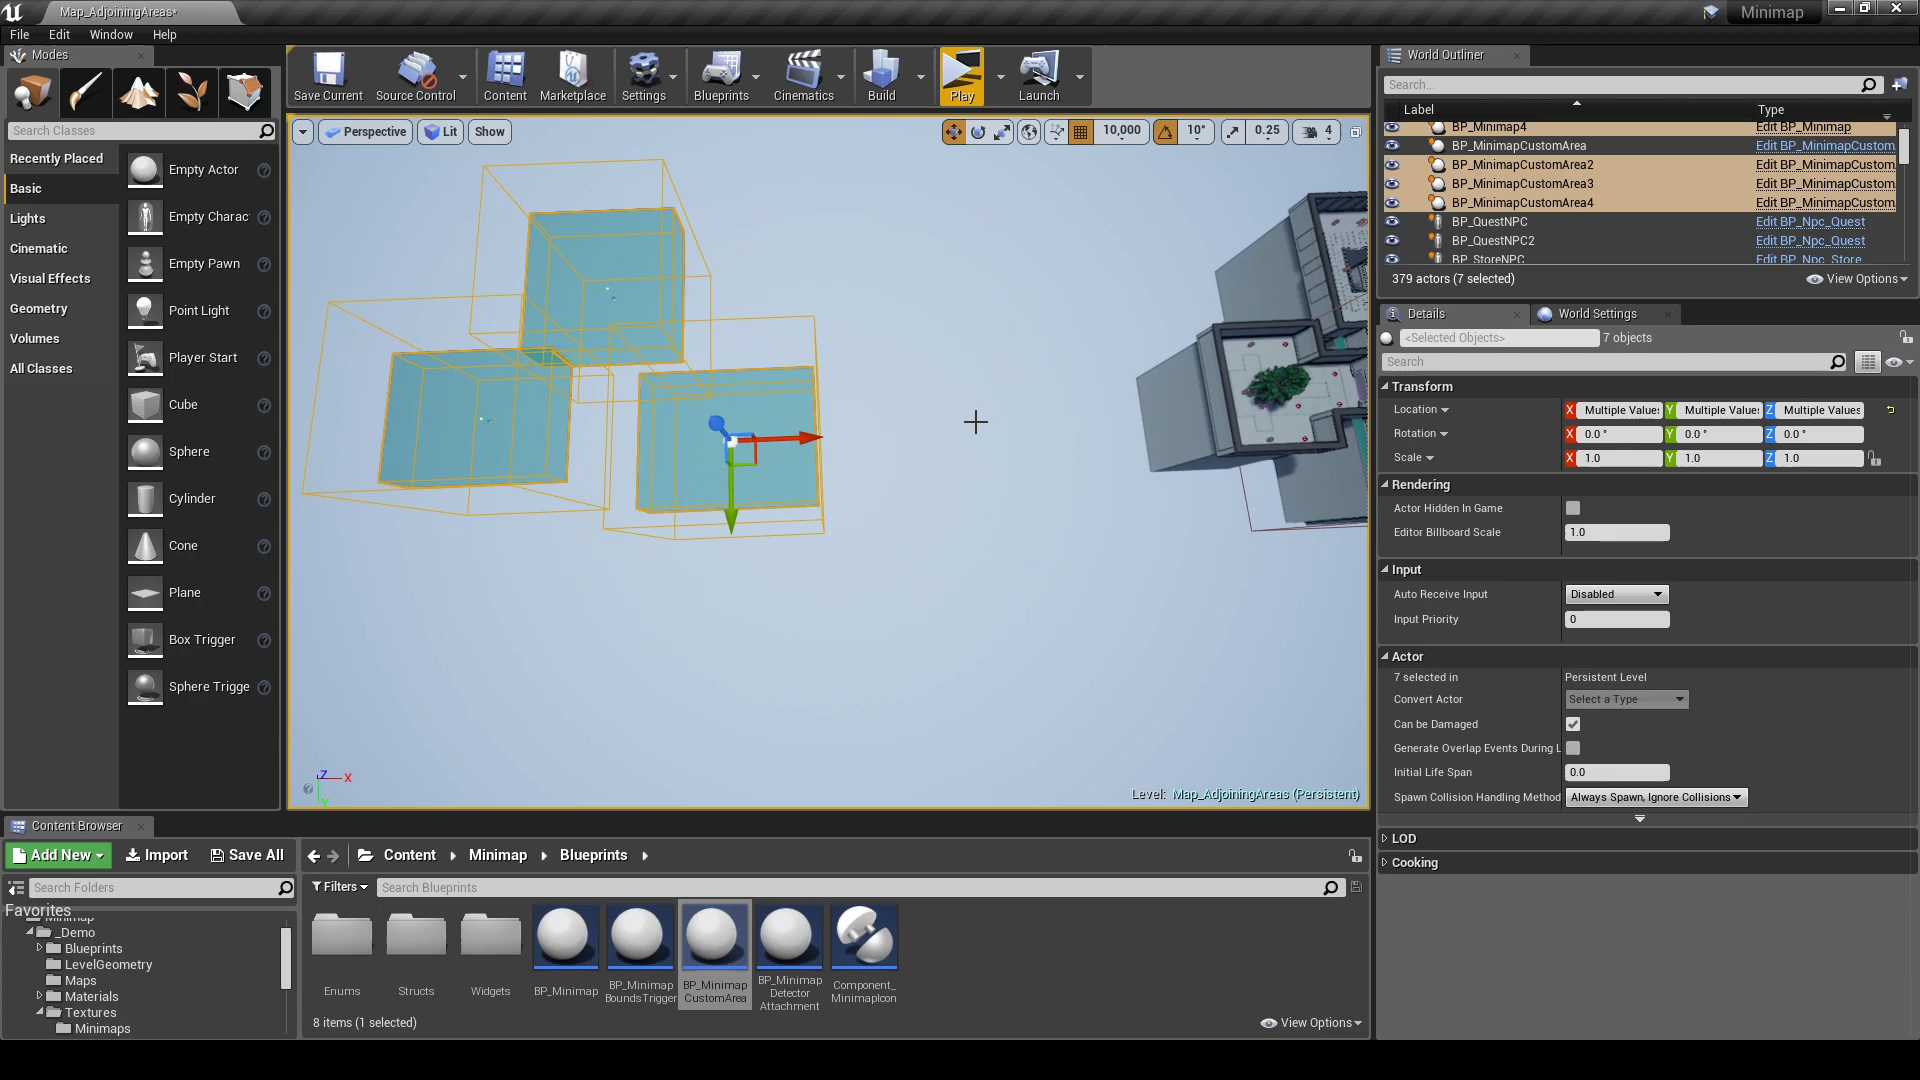 Map_AdjoiningAreas*
Minimap
File Edit Window Help
Modes
Search Classes
Recently Placed
Basic
Lights
Cinematic
Visual Effects
Geometry
Volumes
All Classes
Empty Actor
Empty Charac
Empty Pawn
Point Light
Player Start
Cube
Sphere
Cylinder
Cone
Plane
Box Trigger
Sphere Trigge
Save Current
Source Control
Content
Marketplace
Settings
Blueprints
Cinematics
Build
Play
Launch
Perspective Lit Show
10,000 10° 0.25 4
Z X
Y
Level: Map_AdjoiningAreas (Persistent)
World Outliner
Search...
Label Type
BP_Minimap4 Edit BP_Minimap
BP_MinimapCustomArea Edit BP_MinimapCustom
BP_MinimapCustomArea2 Edit BP_MinimapCustom
BP_MinimapCustomArea3 Edit BP_MinimapCustom
BP_MinimapCustomArea4 Edit BP_MinimapCustom
BP_QuestNPC Edit BP_Npc_Quest
BP_QuestNPC2 Edit BP_Npc_Quest
BP_StoreNPC Edit BP_Npc_Store
379 actors (7 selected) View Options
Details World Settings
<Selected Objects> 7 objects
Search
Transform
Location X Multiple Values Y Multiple Values Z Multiple Values
Rotation X 0.0 ° Y 0.0 ° Z 0.0 °
Scale X 1.0 Y 1.0 Z 1.0
Rendering
Actor Hidden In Game
Editor Billboard Scale 1.0
Input
Auto Receive Input Disabled
Input Priority 0
Actor
7 selected in Persistent Level
Convert Actor Select a Type
Can be Damaged
Generate Overlap Events During L
Initial Life Span 0.0
Spawn Collision Handling Method Always Spawn, Ignore Collisions
LOD
Cooking
Content Browser
Add New Import Save All
Content Minimap Blueprints
Search Folders
Filters Search Blueprints
Favorites
Minimap
_Demo
Blueprints
LevelGeometry
Maps
Materials
Textures
Minimaps
Enums
Structs
Widgets
BP_Minimap
BP_Minimap
BoundsTrigger
BP_Minimap
CustomArea
BP_Minimap
Detector
Attachment
Component_
MinimapIcon
8 items (1 selected) View Options